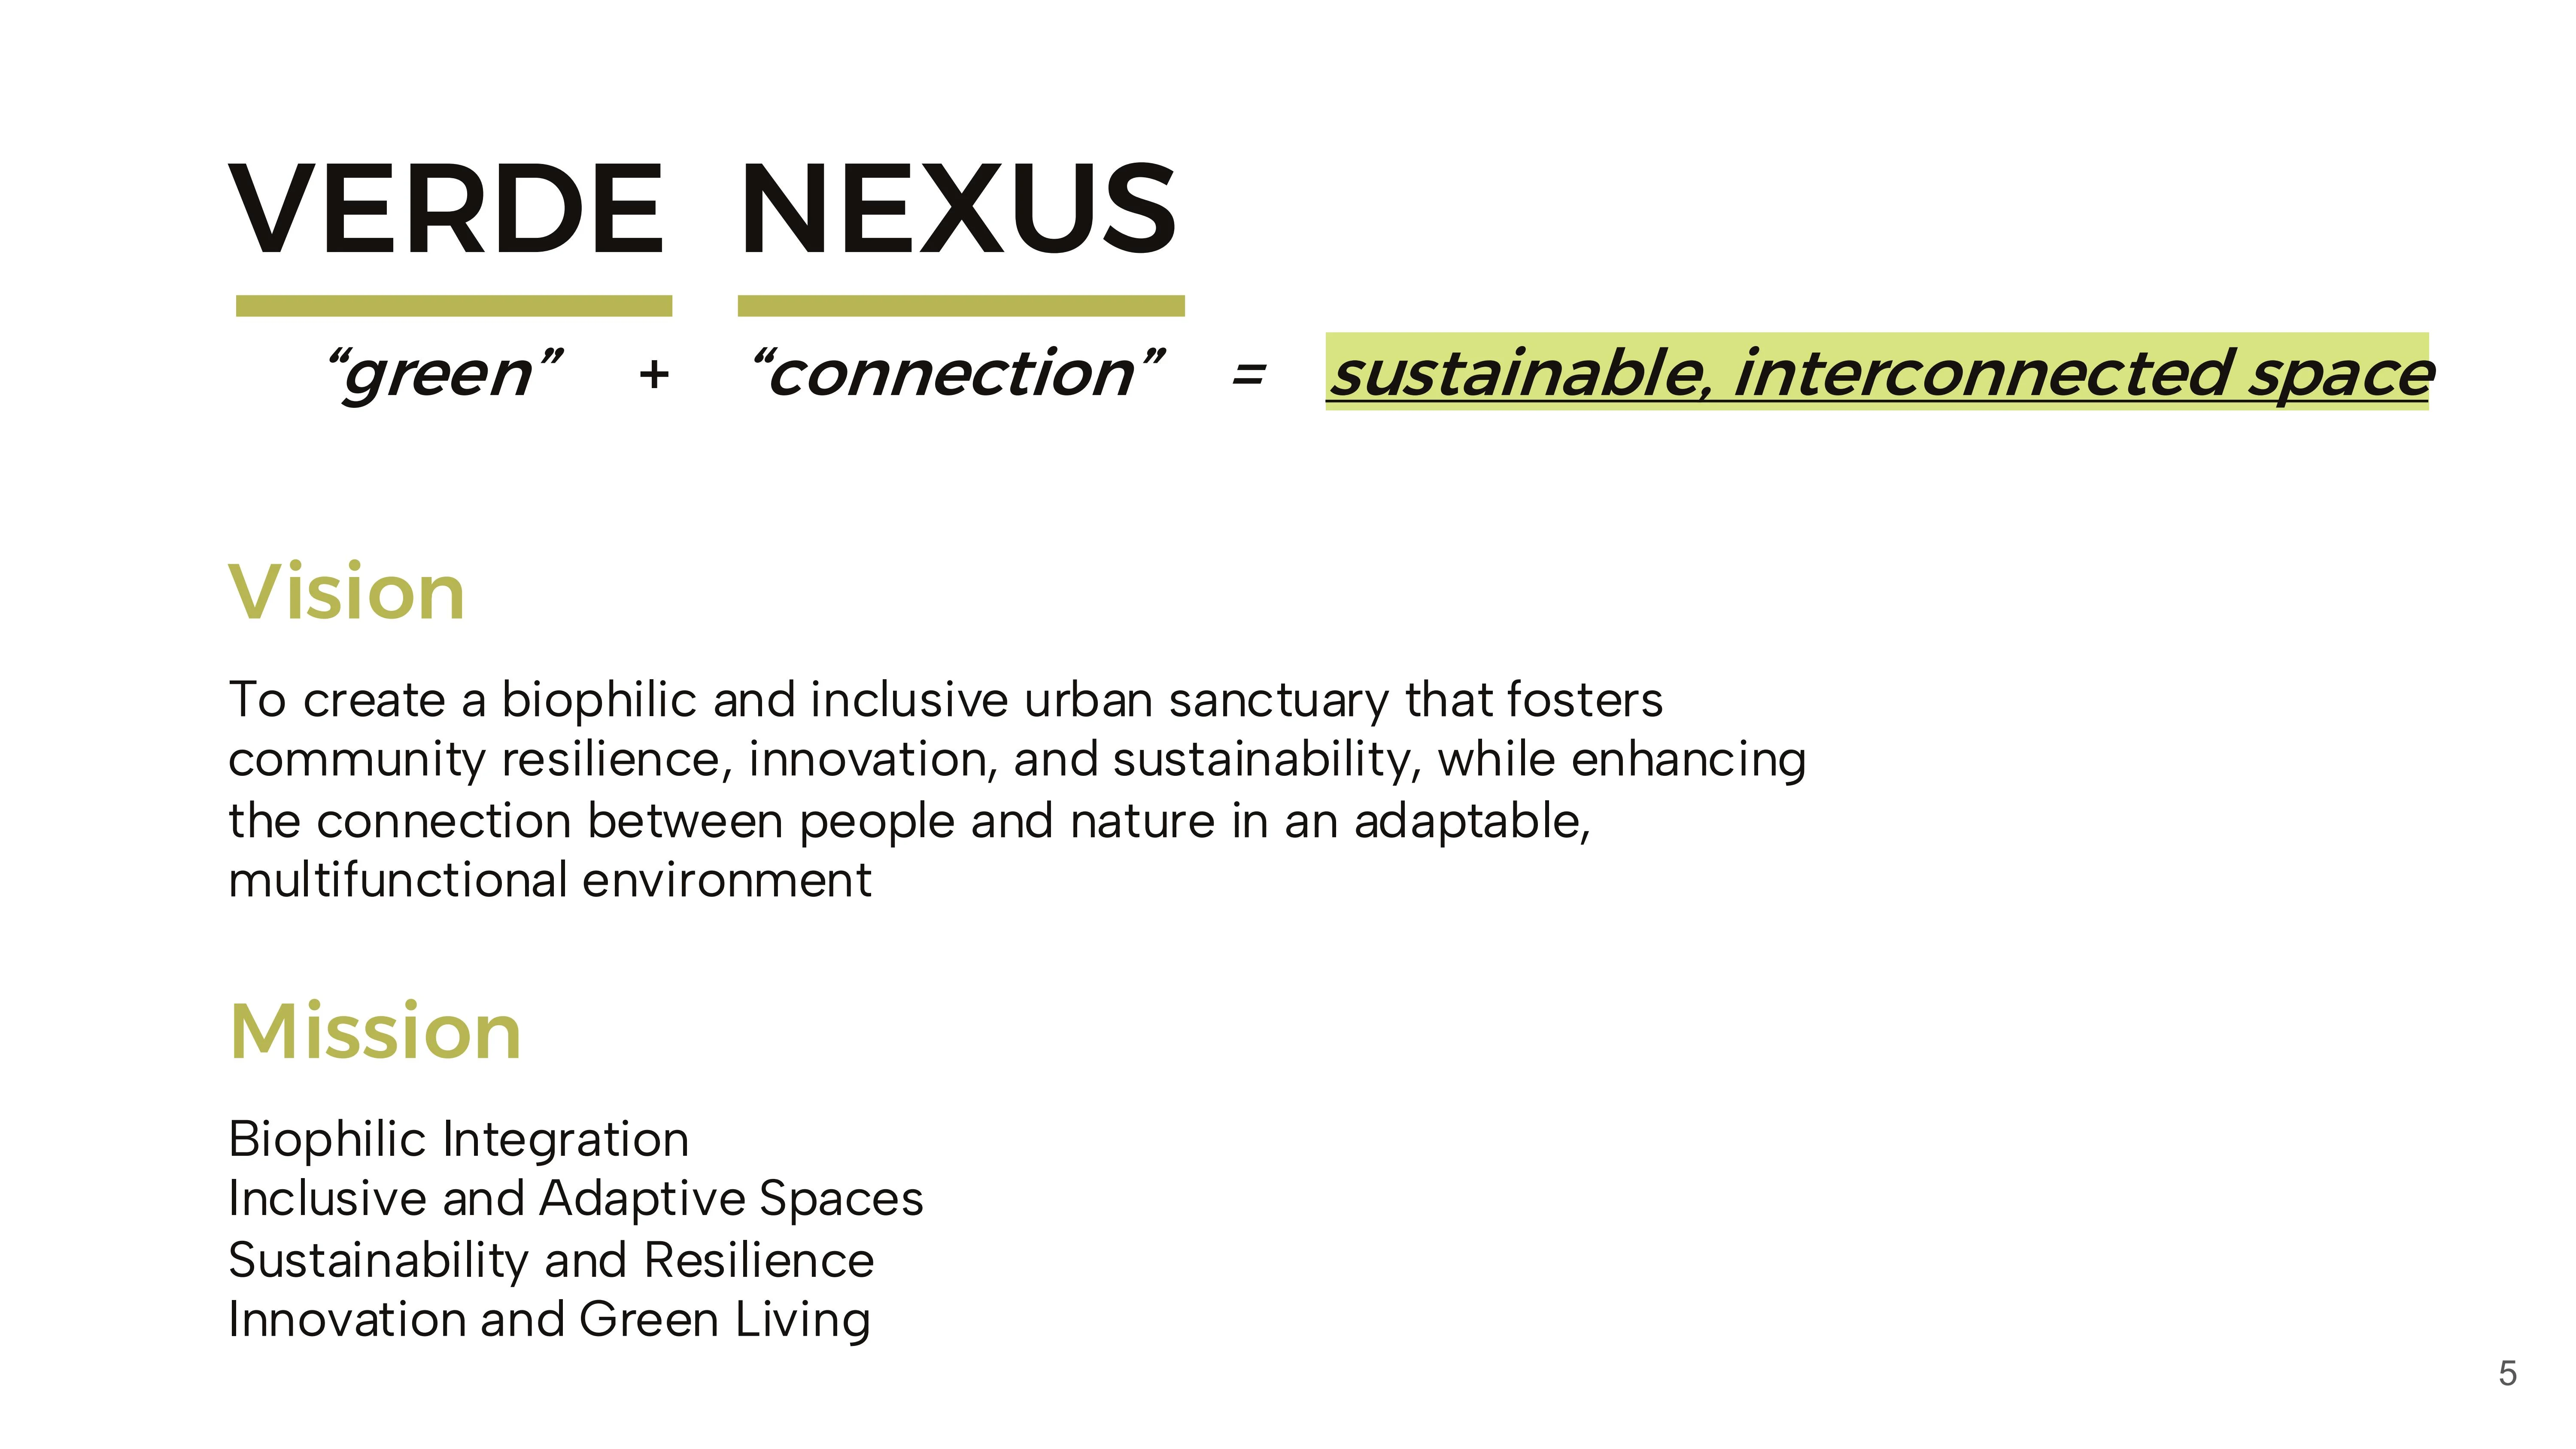 VERDE NEXUS
“green” + “connection” = sustainable, interconnected space
Vision
To create a biophilic and inclusive urban sanctuary that fosters
community resilience, innovation, and sustainability, while enhancing
the connection between people and nature in an adaptable,
multifunctional environment
Mission
Biophilic Integration
Inclusive and Adaptive Spaces
Sustainability and Resilience
Innovation and Green Living
5